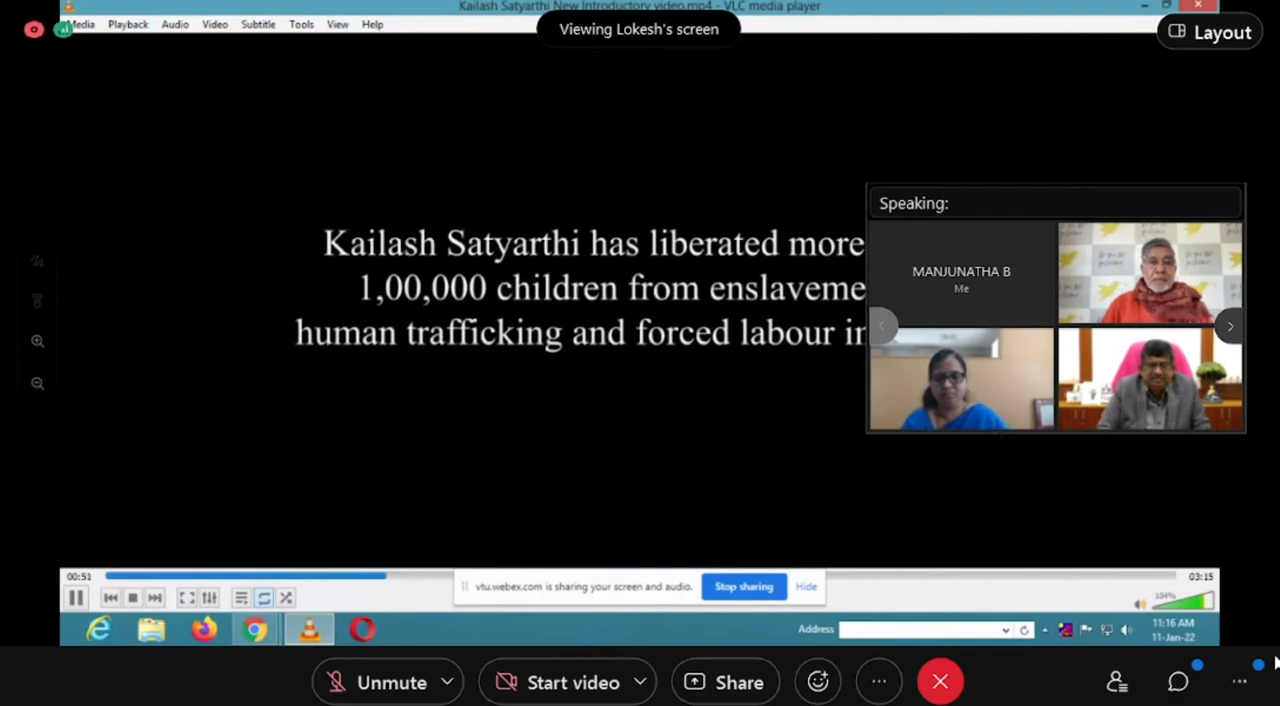 Kailash Satyarthi New Introductory video.mp4 - VLC media player
Media Playback Audio Video Subtitle Tools View Help
Viewing Lokesh's screen
Layout
Kailash Satyarthi has liberated more
1,00,000 children from enslaveme
human trafficking and forced labour in
Speaking:
MANJUNATHA B
Me
00:51
03:15
vtu.webex.com is sharing your screen and audio.
Stop sharing
Hide
104%
Address
11:16 AM
11-Jan-22
Unmute
Start video
Share